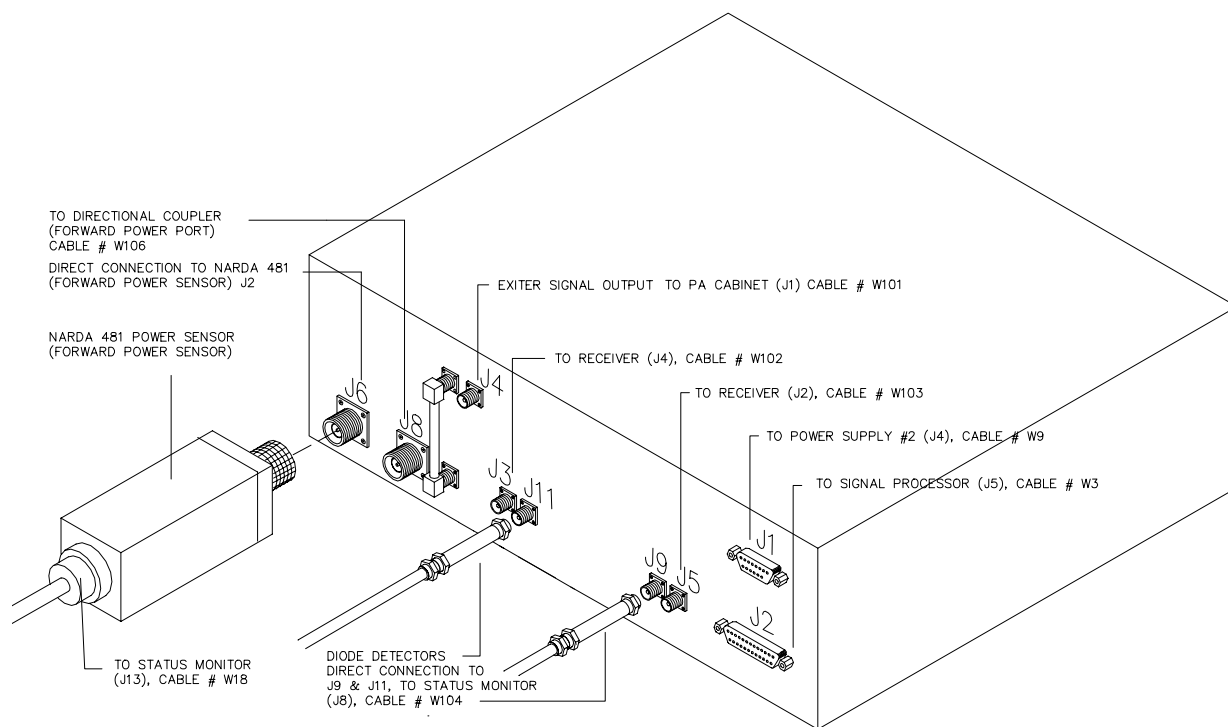 TO DIRECTIONAL COUPLER
(FORWARD POWER PORT)
CABLE # W106
DIRECT CONNECTION TO NARDA 481
(FORWARD POWER SENSOR) J2
EXITER SIGNAL OUTPUT TO PA CABINET (J1) CABLE # W101
NARDA 481 POWER SENSOR
(FORWARD POWER SENSOR)
TO RECEIVER (J4), CABLE # W102
TO RECEIVER (J2), CABLE # W103
TO POWER SUPPLY #2 (J4), CABLE # W9
TO SIGNAL PROCESSOR (J5), CABLE # W3
J6
J4
J8
J3
J11
J1
J9
J5
J2
TO STATUS MONITOR
(J13), CABLE # W18
DIODE DETECTORS
DIRECT CONNECTION TO
J9 & J11, TO STATUS MONITOR
(J8), CABLE # W104